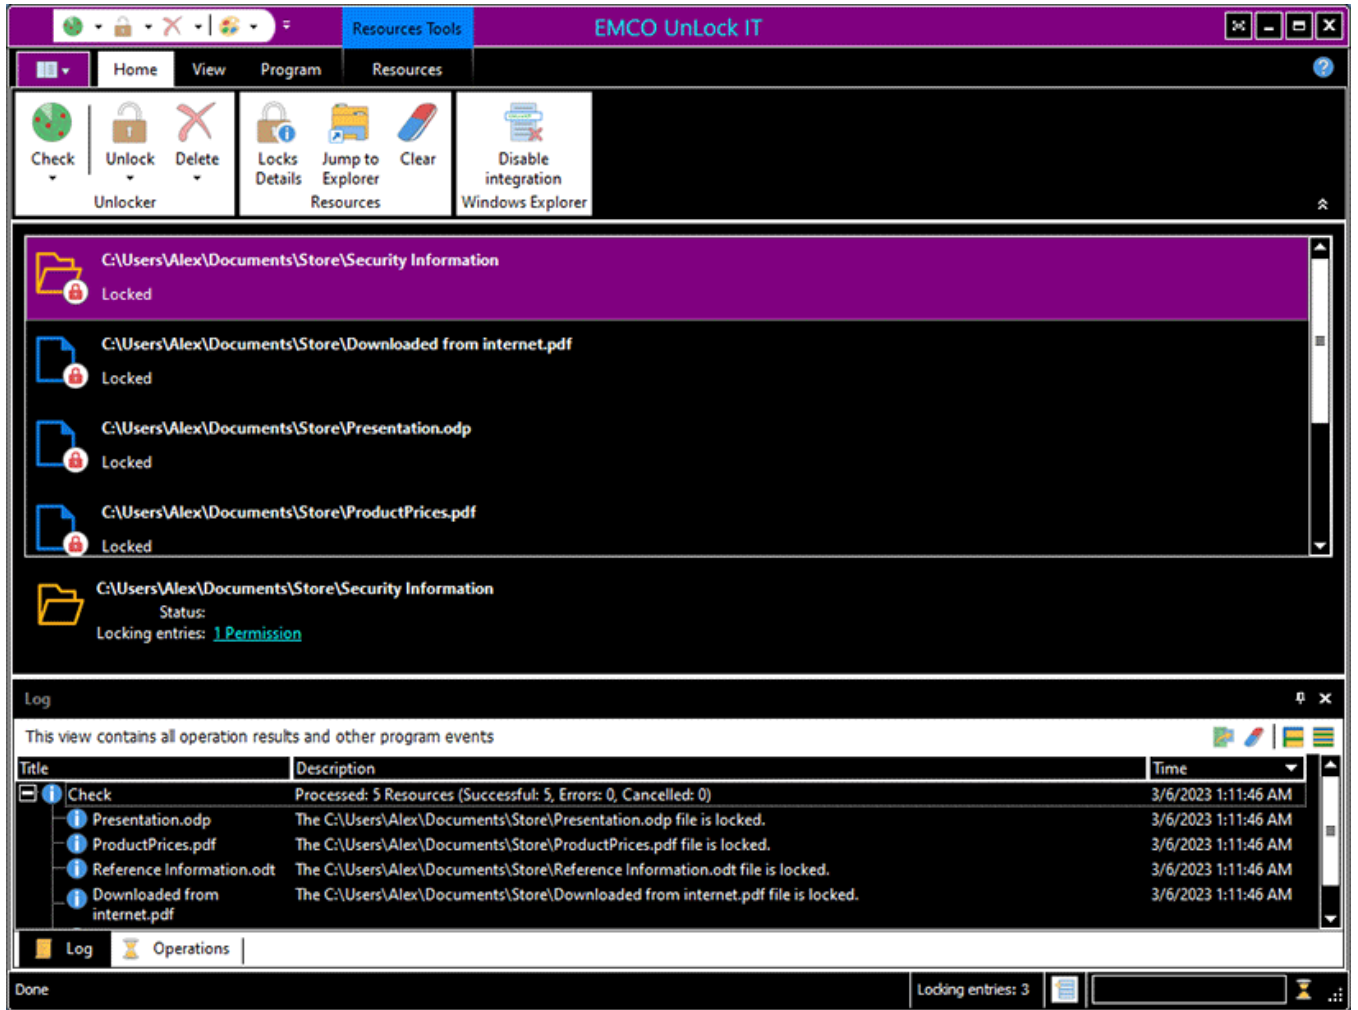 Resources Tools
EMCO UnLock IT
Home View Program Resources
Check Unlock Delete Locks Details Jump to Explorer Clear Disable integration
Unlocker Resources Windows Explorer
C:\Users\Alex\Documents\Store\Security Information
Locked
C:\Users\Alex\Documents\Store\Downloaded from internet.pdf
Locked
C:\Users\Alex\Documents\Store\Presentation.odp
Locked
C:\Users\Alex\Documents\Store\ProductPrices.pdf
Locked
C:\Users\Alex\Documents\Store\Security Information
Status:
Locking entries: 1 Permission
Log
This view contains all operation results and other program events
Title Description Time
Check Processed: 5 Resources (Successful: 5, Errors: 0, Cancelled: 0) 3/6/2023 1:11:46 AM
Presentation.odp The C:\Users\Alex\Documents\Store\Presentation.odp file is locked. 3/6/2023 1:11:46 AM
ProductPrices.pdf The C:\Users\Alex\Documents\Store\ProductPrices.pdf file is locked. 3/6/2023 1:11:46 AM
Reference Information.odt The C:\Users\Alex\Documents\Store\Reference Information.odt file is locked. 3/6/2023 1:11:46 AM
Downloaded from internet.pdf The C:\Users\Alex\Documents\Store\Downloaded from internet.pdf file is locked. 3/6/2023 1:11:46 AM
Log Operations
Done Locking entries: 3